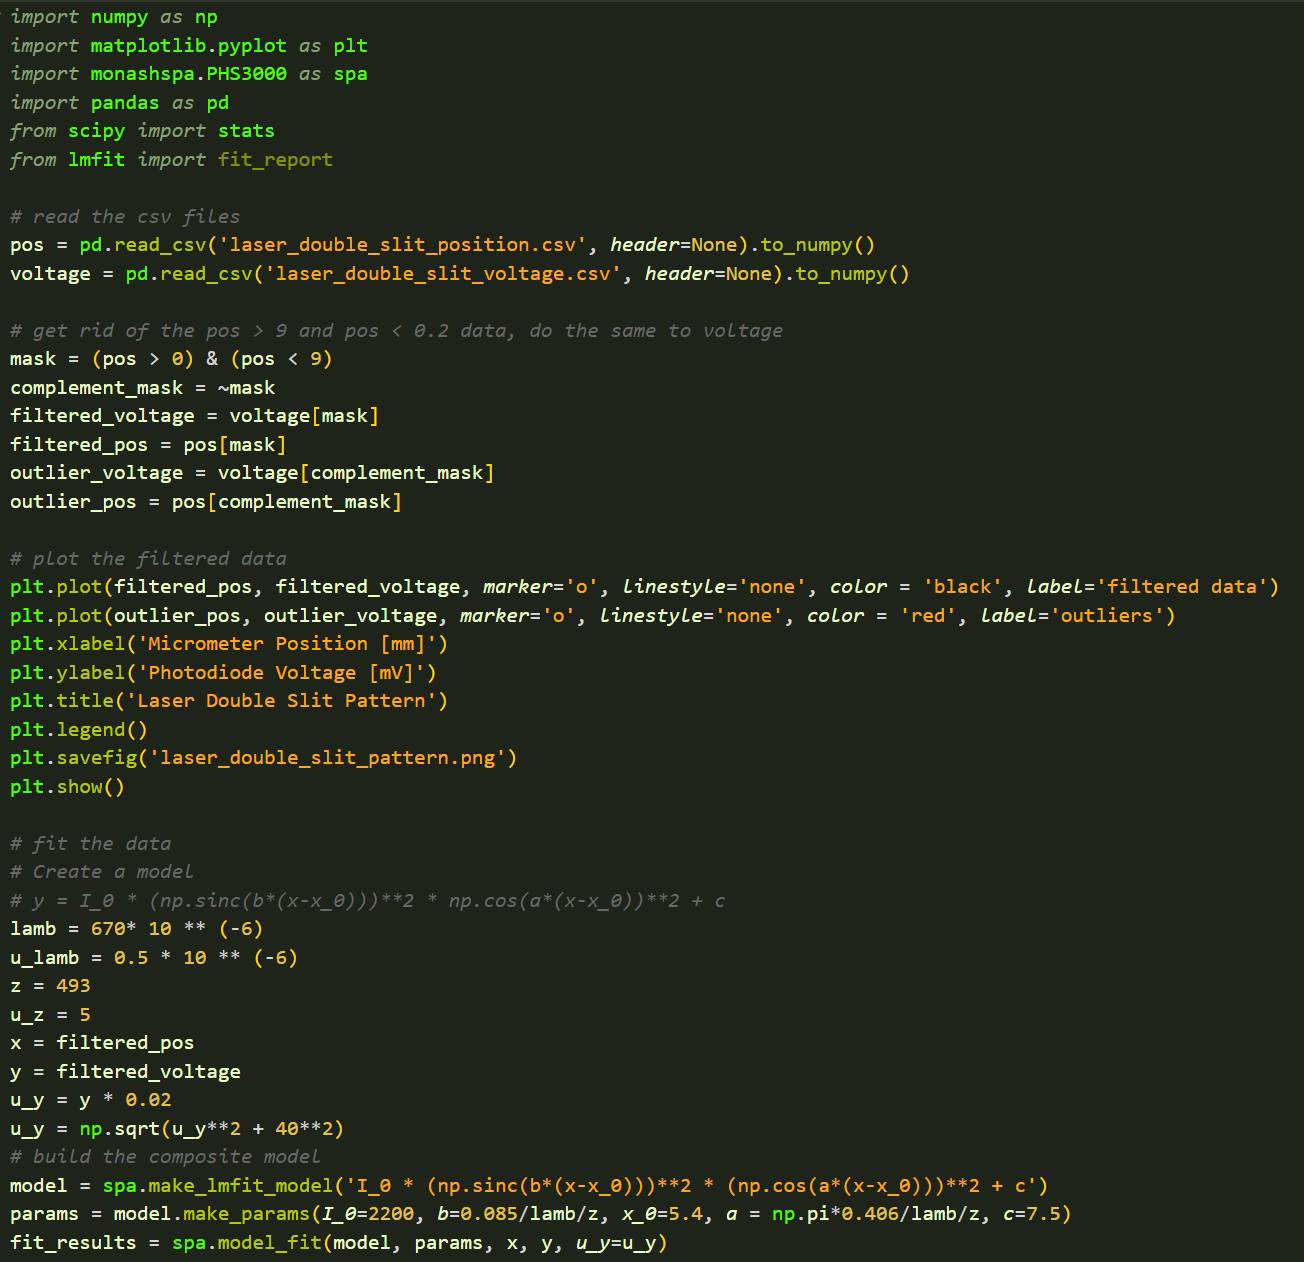 import numpy as np
import matplotlib.pyplot as plt
import monashspa.PHS3000 as spa
import pandas as pd
from scipy import stats
from lmfit import fit_report
# read the csv files
pos = pd.read_csv('laser_double_slit_position.csv', header=None).to_numpy()
voltage = pd.read_csv('laser_double_slit_voltage.csv', header=None).to_numpy()
# get rid of the pos > 9 and pos < 0.2 data, do the same to voltage
mask = (pos > 0) & (pos < 9)
complement_mask = ~mask
filtered_voltage = voltage[mask]
filtered_pos = pos[mask]
outlier_voltage = voltage[complement_mask]
outlier_pos = pos[complement_mask]
# plot the filtered data
plt.plot(filtered_pos, filtered_voltage, marker='o', linestyle='none', color = 'black', label='filtered data')
plt.plot(outlier_pos, outlier_voltage, marker='o', linestyle='none', color = 'red', label='outliers')
plt.xlabel('Micrometer Position [mm]')
plt.ylabel('Photodiode Voltage [mV]')
plt.title('Laser Double Slit Pattern')
plt.legend()
plt.savefig('laser_double_slit_pattern.png')
plt.show()
# fit the data
# Create a model
# y = I_0 * (np.sinc(b*(x-x_0)))**2 * np.cos(a*(x-x_0))**2 + c
lamb = 670* 10 ** (-6)
u_lamb = 0.5 * 10 ** (-6)
z = 493
u_z = 5
x = filtered_pos
y = filtered_voltage
u_y = y * 0.02
u_y = np.sqrt(u_y**2 + 40**2)
# build the composite model
model = spa.make_lmfit_model('I_0 * (np.sinc(b*(x-x_0)))**2 * (np.cos(a*(x-x_0)))**2 + c')
params = model.make_params(I_0=2200, b=0.085/lamb/z, x_0=5.4, a = np.pi*0.406/lamb/z, c=7.5)
fit_results = spa.model_fit(model, params, x, y, u_y=u_y)